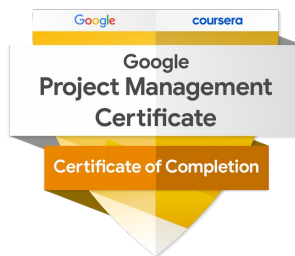 Google coursera
Google
Project Management
Certificate
Certificate of Completion